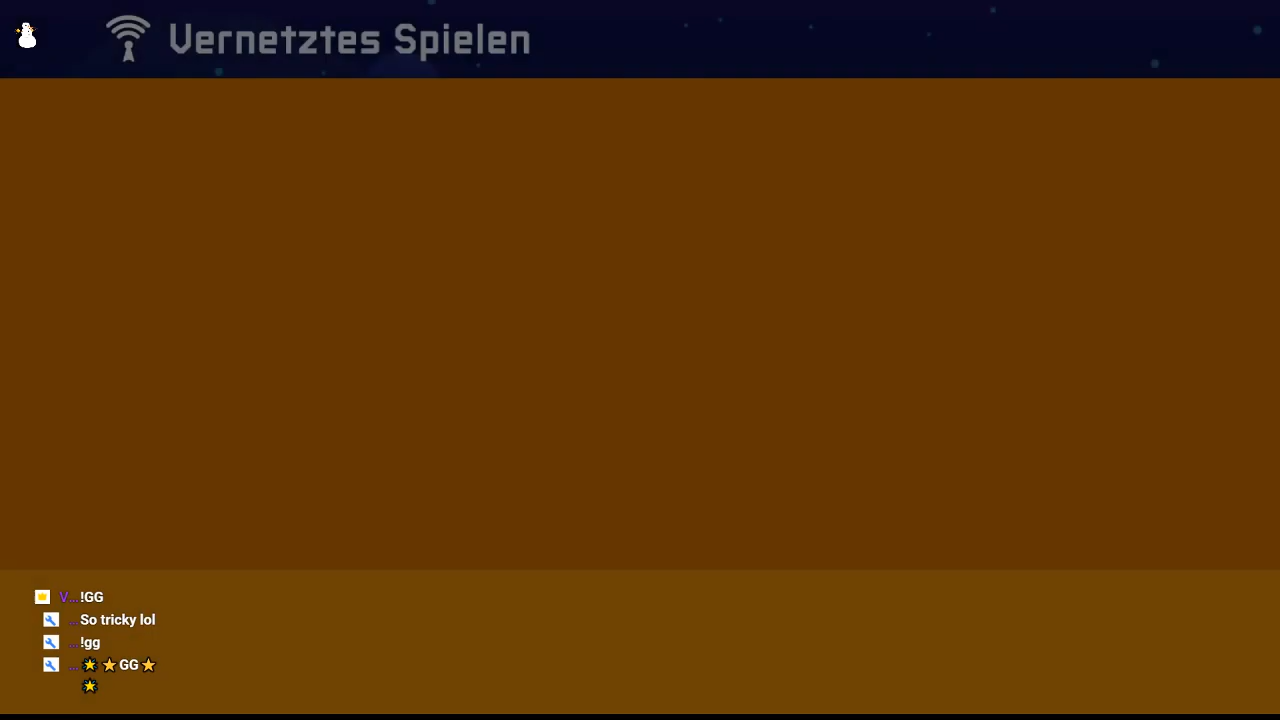 Vernetztes Spielen
V... !GG
... So tricky lol
... !gg
... 🌟 ⭐ GG ⭐
🌟